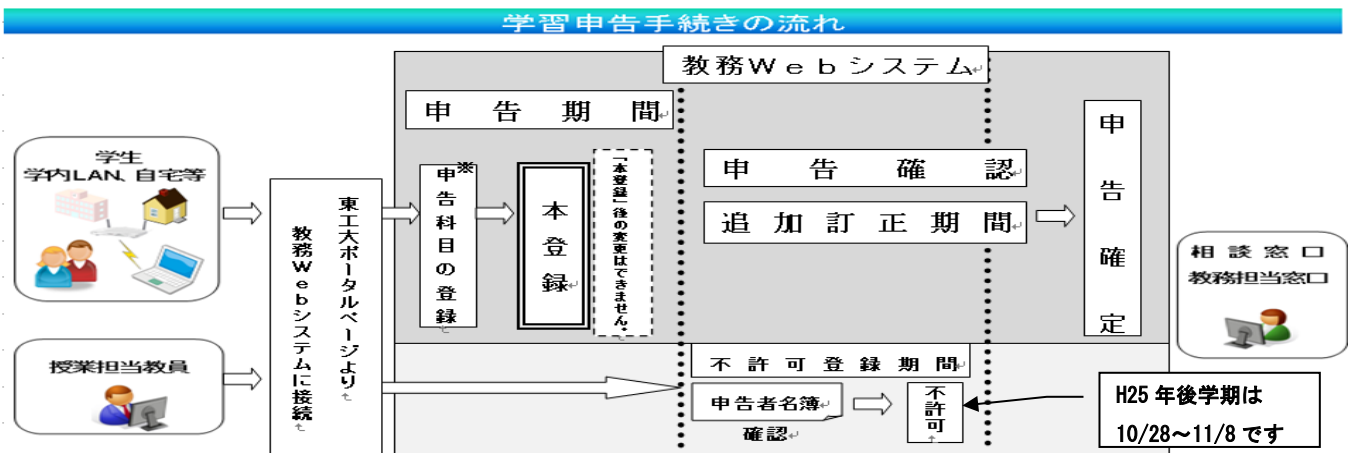 学習申告手続きの流れ
教務Ｗｅｂシステム
申告期間
学生
学内LAN、自宅等
東工大ポータルページより
教務Ｗｅｂシステムに接続
※
申告科目の登録
本登録
「本登録」後の変更はできません。
申告確認
追加訂正期間
申告確定
相談窓口
教務担当窓口
授業担当教員
不許可登録期間
申告者名簿
確認
不許可
H25 年後学期は
10/28～11/8 です